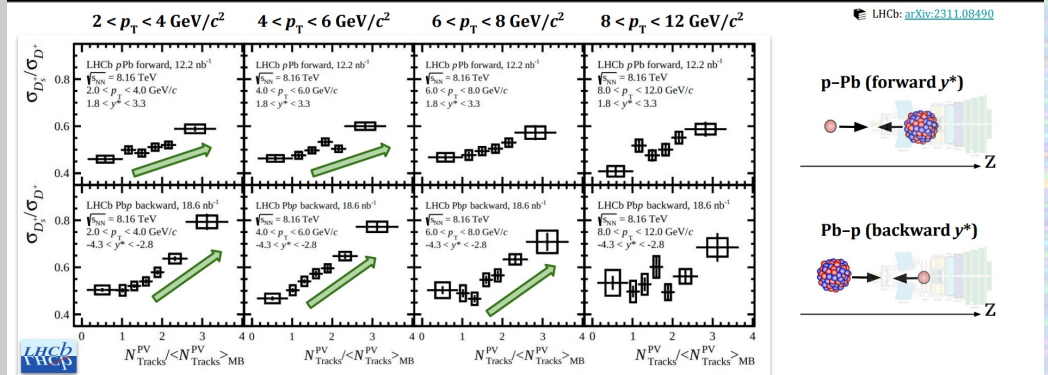 2 < p_T < 4 GeV/c²
4 < p_T < 6 GeV/c²
6 < p_T < 8 GeV/c²
8 < p_T < 12 GeV/c²
LHCb: arXiv:2311.08490
σ_{D_s^+}/σ_{D^+}
0.8
0.6
0.4
LHCb pPb forward, 12.2 nb⁻¹
√s_NN = 8.16 TeV
2.0 < p_T < 4.0 GeV/c
1.8 < y* < 3.3
LHCb pPb forward, 12.2 nb⁻¹
√s_NN = 8.16 TeV
4.0 < p_T < 6.0 GeV/c
1.8 < y* < 3.3
LHCb pPb forward, 12.2 nb⁻¹
√s_NN = 8.16 TeV
6.0 < p_T < 8.0 GeV/c
1.8 < y* < 3.3
LHCb pPb forward, 12.2 nb⁻¹
√s_NN = 8.16 TeV
8.0 < p_T < 12.0 GeV/c
1.8 < y* < 3.3
σ_{D_s^+}/σ_{D^+}
0.8
0.6
0.4
LHCb Pbp backward, 18.6 nb⁻¹
√s_NN = 8.16 TeV
2.0 < p_T < 4.0 GeV/c
-4.3 < y* < -2.8
LHCb Pbp backward, 18.6 nb⁻¹
√s_NN = 8.16 TeV
4.0 < p_T < 6.0 GeV/c
-4.3 < y* < -2.8
LHCb Pbp backward, 18.6 nb⁻¹
√s_NN = 8.16 TeV
6.0 < p_T < 8.0 GeV/c
-4.3 < y* < -2.8
LHCb Pbp backward, 18.6 nb⁻¹
√s_NN = 8.16 TeV
8.0 < p_T < 12.0 GeV/c
-4.3 < y* < -2.8
0 1 2 3 4 0 1 2 3 4 0 1 2 3 4 0 1 2 3 4
N^PV_Tracks/<N^PV_Tracks>_MB
N^PV_Tracks/<N^PV_Tracks>_MB
N^PV_Tracks/<N^PV_Tracks>_MB
N^PV_Tracks/<N^PV_Tracks>_MB
LHCb
p–Pb (forward y*)
Z
Pb–p (backward y*)
Z